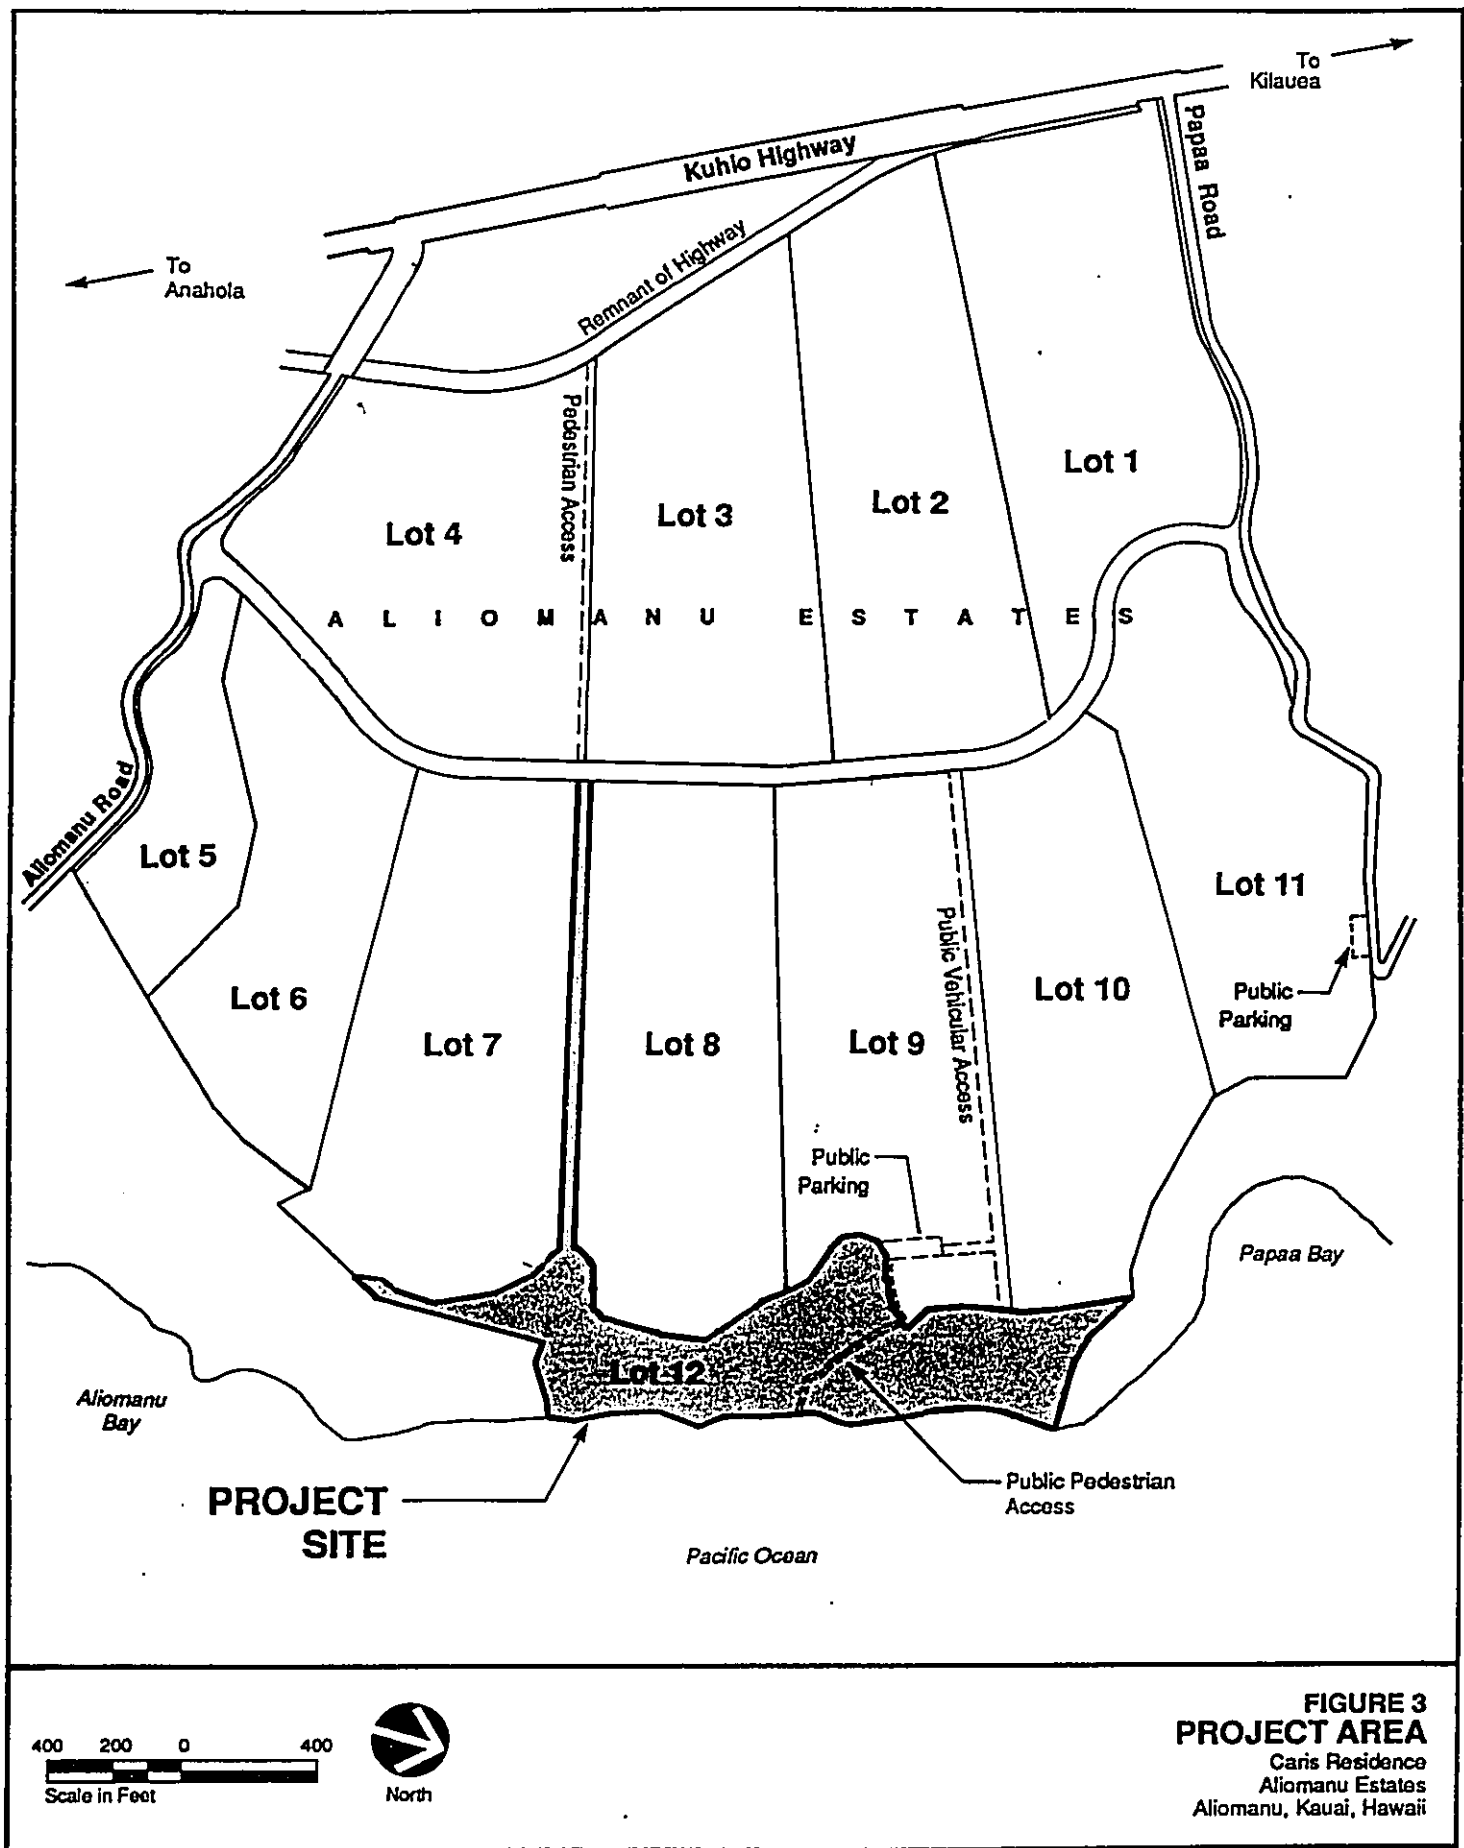 To
Kilauea
Kuhio Highway
Papaa Road
To
Anahola
Remnant of Highway
Pedestrian Access
Lot 1
Lot 2
Lot 3
Lot 4
ALIOMANU ESTATES
Aliomanu Road
Lot 5
Lot 11
Public Vehicular Access
Lot 6
Lot 10
Public
Parking
Lot 7
Lot 8
Lot 9
Public
Parking
Papaa Bay
Lot 12
Aliomanu
Bay
Public Pedestrian
Access
PROJECT
SITE
Pacific Ocean
400 200 0 400
Scale in Feet
North
FIGURE 3
PROJECT AREA
Caris Residence
Aliomanu Estates
Aliomanu, Kauai, Hawaii